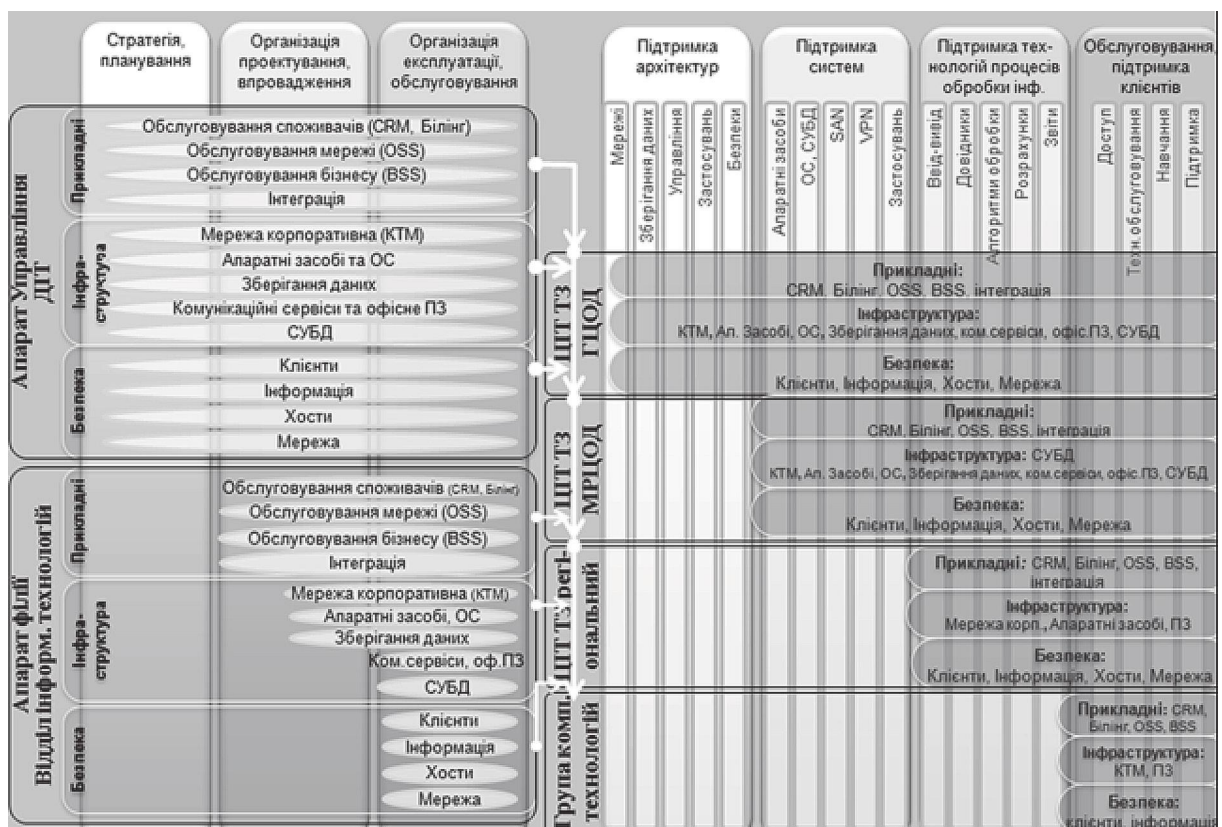 Стратегія,
планування
Організація
проектування,
впровадження
Організація
експлуатації,
обслуговування
Апарат Управління
ДІТ
Прикладні
Обслуговування споживачів (CRM, Білінг)
Обслуговування мережі (OSS)
Обслуговування бізнесу (BSS)
Інтеграція
Інфра-
структура
Мережа корпоративна (КТМ)
Апаратні засобі та ОС
Зберігання даних
Комунікаційні сервіси та офісне ПЗ
СУБД
Безпека
Клієнти
Інформація
Хости
Мережа
Апарат філії
Відділ інформ. технологій
Прикладні
Обслуговування споживачів (CRM, Білінг)
Обслуговування мережі (OSS)
Обслуговування бізнесу (BSS)
Інтеграція
Інфра-
структура
Мережа корпоративна (КТМ)
Апаратні засобі, ОС
Зберігання даних
Ком.сервіси, оф.ПЗ
СУБД
Безпека
Клієнти
Інформація
Хости
Мережа
Підтримка
архітектур
Підтримка
систем
Підтримка тех-
нологій процесів
обробки інф.
Обслуговування,
підтримка
клієнтів
Мережі
Зберігання даних
Управління
Застосувань
Безпеки
Апаратні засоби
ОС, СУБД
SAN
VPN
Застосувань
Ввід-вивід
Довідники
Алгоритми обробки
Розрахунки
Звіти
Доступ
Техн.обслуговування
Навчання
Підтримка
ЦІТ ТЗ
ГЦОД
Прикладні:
CRM, Білінг, OSS, BSS, інтеграція
Інфраструктура:
КТМ, Ап. Засобі, ОС, Зберігання даних, ком.сервіси, офіс.ПЗ, СУБД
Безпека:
Клієнти, Інформація, Хости, Мережа
ЦІТ ТЗ
МРЦОД
Прикладні:
CRM, Білінг, OSS, BSS, інтеграція
Інфраструктура: СУБД
КТМ, Ап. Засобі, ОС, Зберігання даних, ком.сервіси, офіс.ПЗ, СУБД
Безпека:
Клієнти, Інформація, Хости, Мережа
ЦІТ ТЗ регі-
ональний
Прикладні: CRM, Білінг, OSS, BSS,
інтеграція
Інфраструктура:
Мережа корп., Апаратні засобі, ПЗ
Безпека:
Клієнти, Інформація, Хости, Мережа
Група комп.
технологій
Прикладні: CRM,
Білінг, OSS, BSS
Інфраструктура:
КТМ, ПЗ
Безпека:
клієнти, інформація